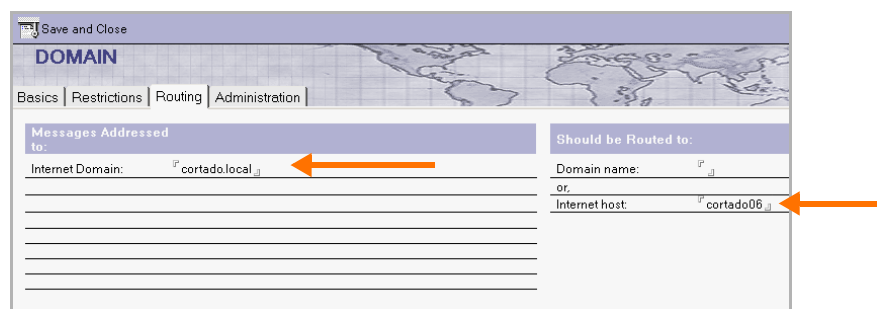 Save and Close
DOMAIN
Basics | Restrictions | Routing | Administration |
Messages Addressed
to:
Internet Domain: cortado.local
Should be Routed to:
Domain name:
or,
Internet host: cortado06